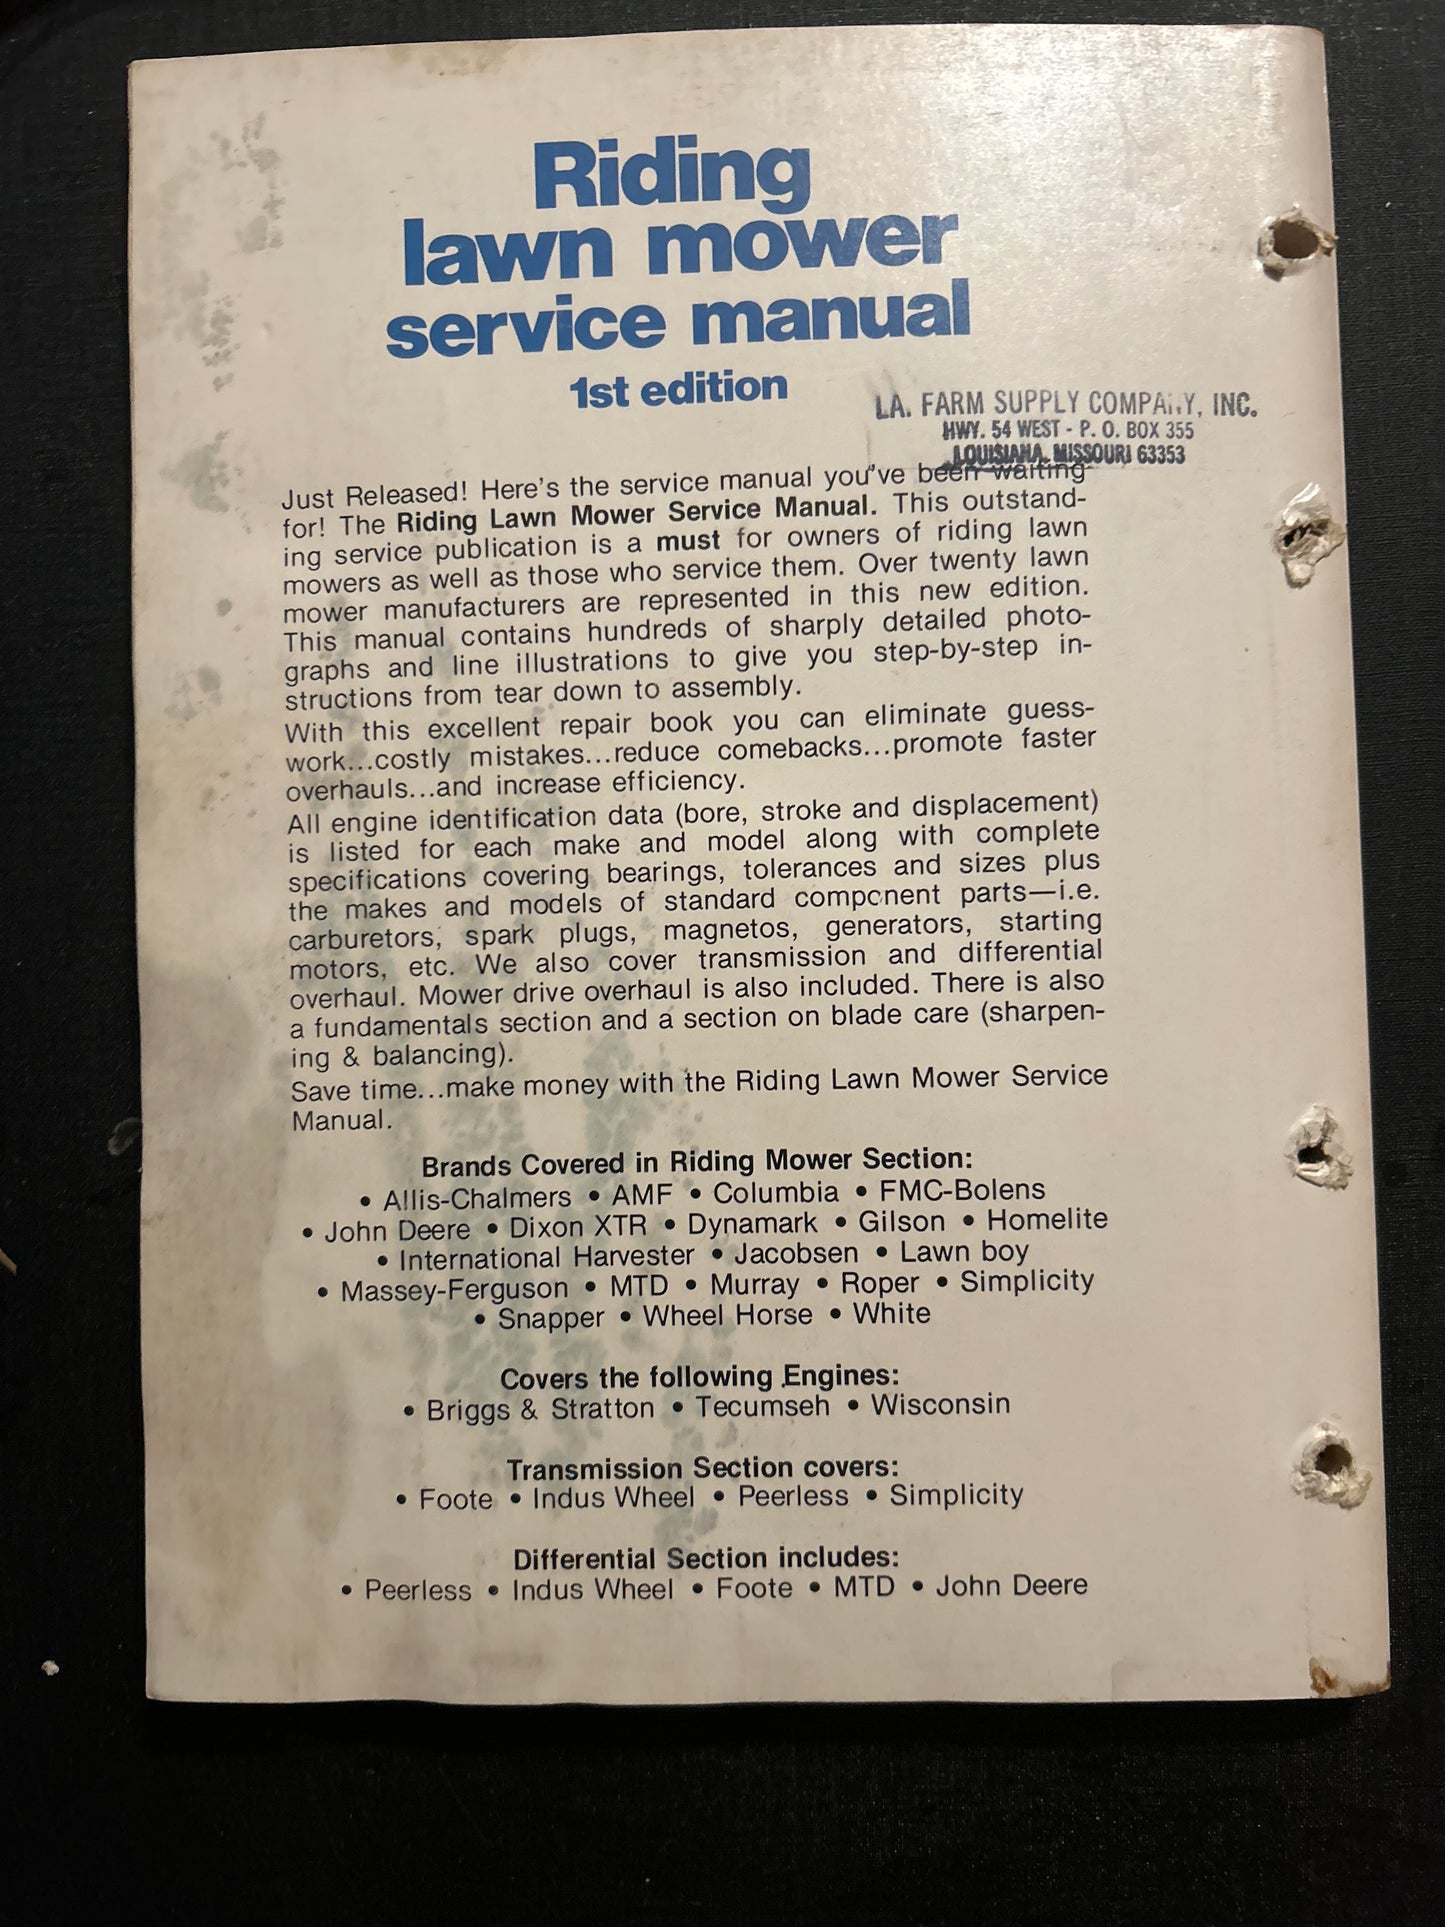 Riding
lawn mower
service manual
1st edition
LA. FARM SUPPLY COMPANY, INC.
HWY. 54 WEST - P. O. BOX 355
LOUISIANA, MISSOURI 63353
Just Released! Here's the service manual you've been waiting
for! The Riding Lawn Mower Service Manual. This outstand-
ing service publication is a must for owners of riding lawn
mowers as well as those who service them. Over twenty lawn
mower manufacturers are represented in this new edition.
This manual contains hundreds of sharply detailed photo-
graphs and line illustrations to give you step-by-step in-
structions from tear down to assembly.
With this excellent repair book you can eliminate guess-
work...costly mistakes...reduce comebacks...promote faster
overhauls...and increase efficiency.
All engine identification data (bore, stroke and displacement)
is listed for each make and model along with complete
specifications covering bearings, tolerances and sizes plus
the makes and models of standard component parts—i.e.
carburetors, spark plugs, magnetos, generators, starting
motors, etc. We also cover transmission and differential
overhaul. Mower drive overhaul is also included. There is also
a fundamentals section and a section on blade care (sharpen-
ing & balancing).
Save time...make money with the Riding Lawn Mower Service
Manual.
Brands Covered in Riding Mower Section:
• Allis-Chalmers • AMF • Columbia • FMC-Bolens
• John Deere • Dixon XTR • Dynamark • Gilson • Homelite
• International Harvester • Jacobsen • Lawn boy
• Massey-Ferguson • MTD • Murray • Roper • Simplicity
• Snapper • Wheel Horse • White
Covers the following Engines:
• Briggs & Stratton • Tecumseh • Wisconsin
Transmission Section covers:
• Foote • Indus Wheel • Peerless • Simplicity
Differential Section includes:
• Peerless • Indus Wheel • Foote • MTD • John Deere